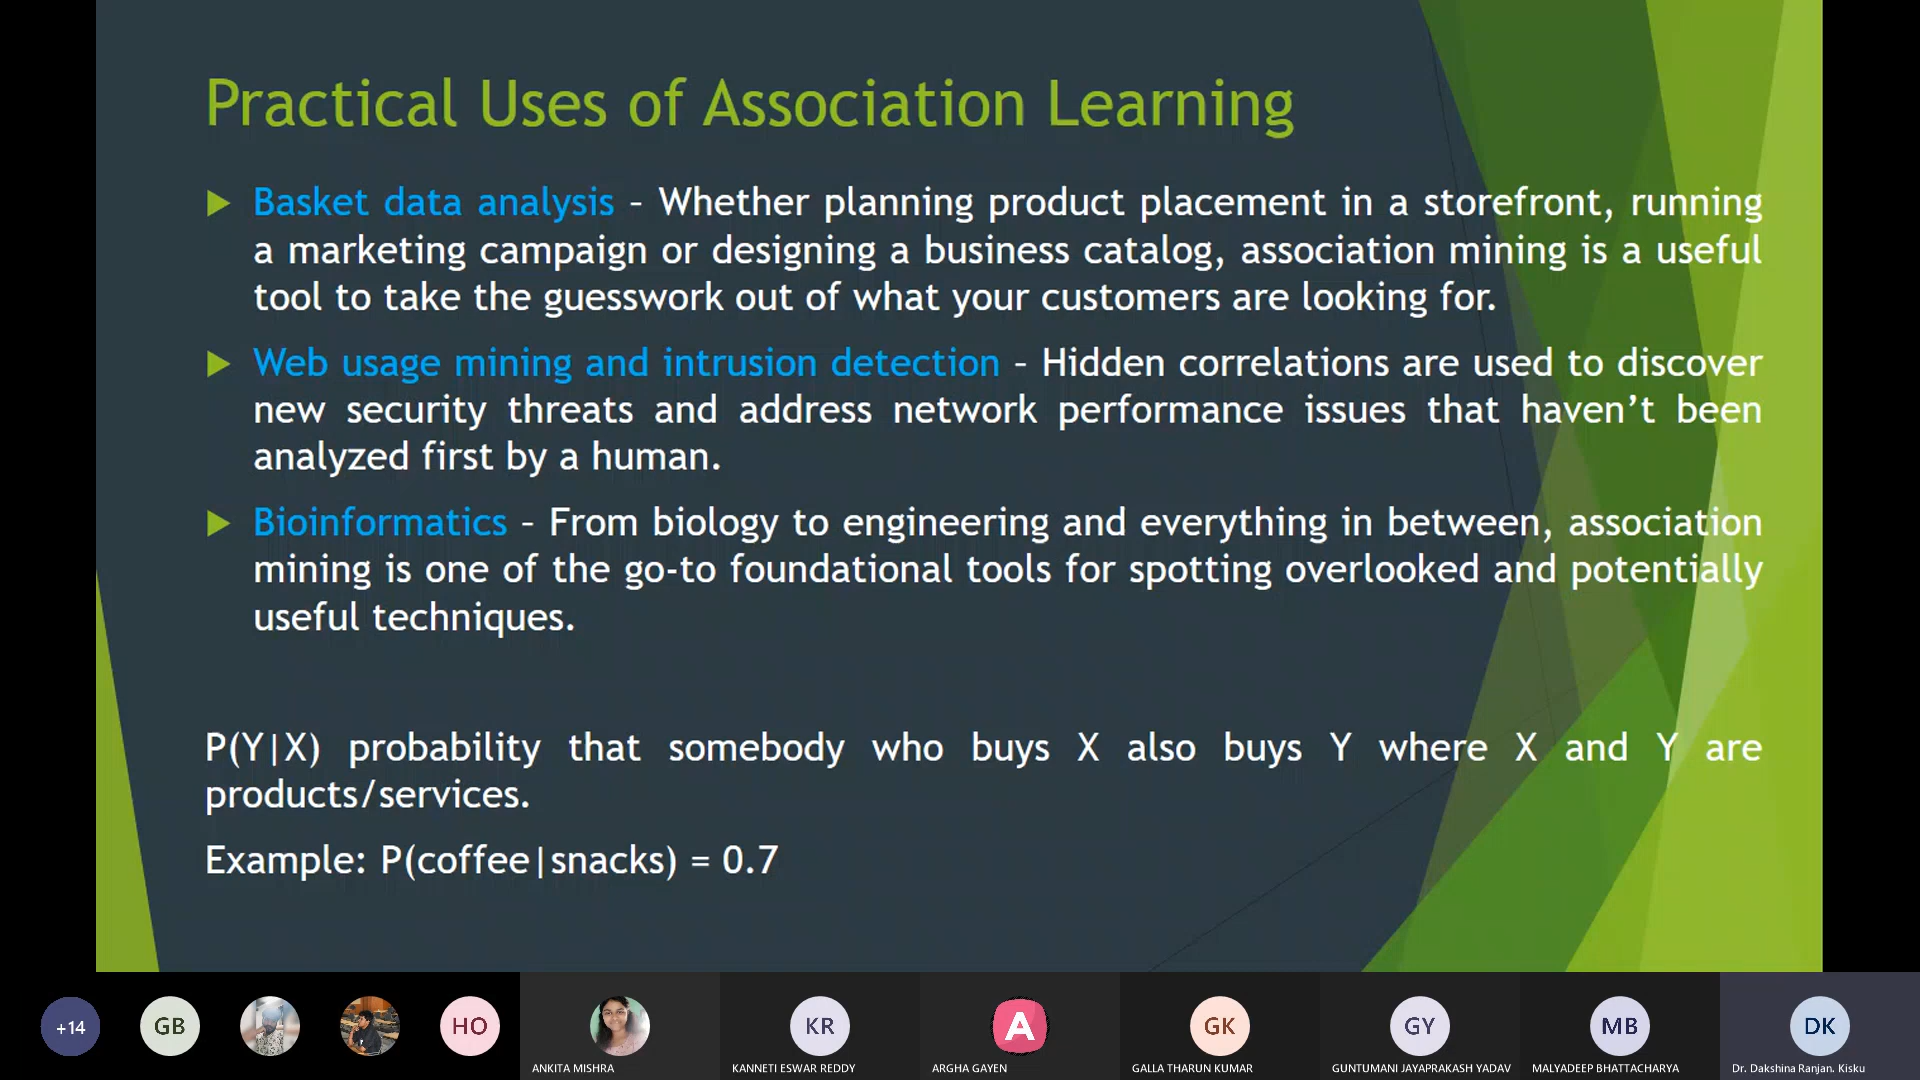 Practical Uses of Association Learning
Basket data analysis – Whether planning product placement in a storefront, running
a marketing campaign or designing a business catalog, association mining is a useful
tool to take the guesswork out of what your customers are looking for.
Web usage mining and intrusion detection – Hidden correlations are used to discover
new security threats and address network performance issues that haven’t been
analyzed first by a human.
Bioinformatics – From biology to engineering and everything in between, association
mining is one of the go-to foundational tools for spotting overlooked and potentially
useful techniques.
P(Y|X) probability that somebody who buys X also buys Y where X and Y are
products/services.
Example: P(coffee|snacks) = 0.7
+14 GB HO KR A GK GY MB DK
ANKITA MISHRA KANNETI ESWAR REDDY ARGHA GAYEN GALLA THARUN KUMAR GUNTUMANI JAYAPRAKASH YADAV MALYADEEP BHATTACHARYA Dr. Dakshina Ranjan. Kisku